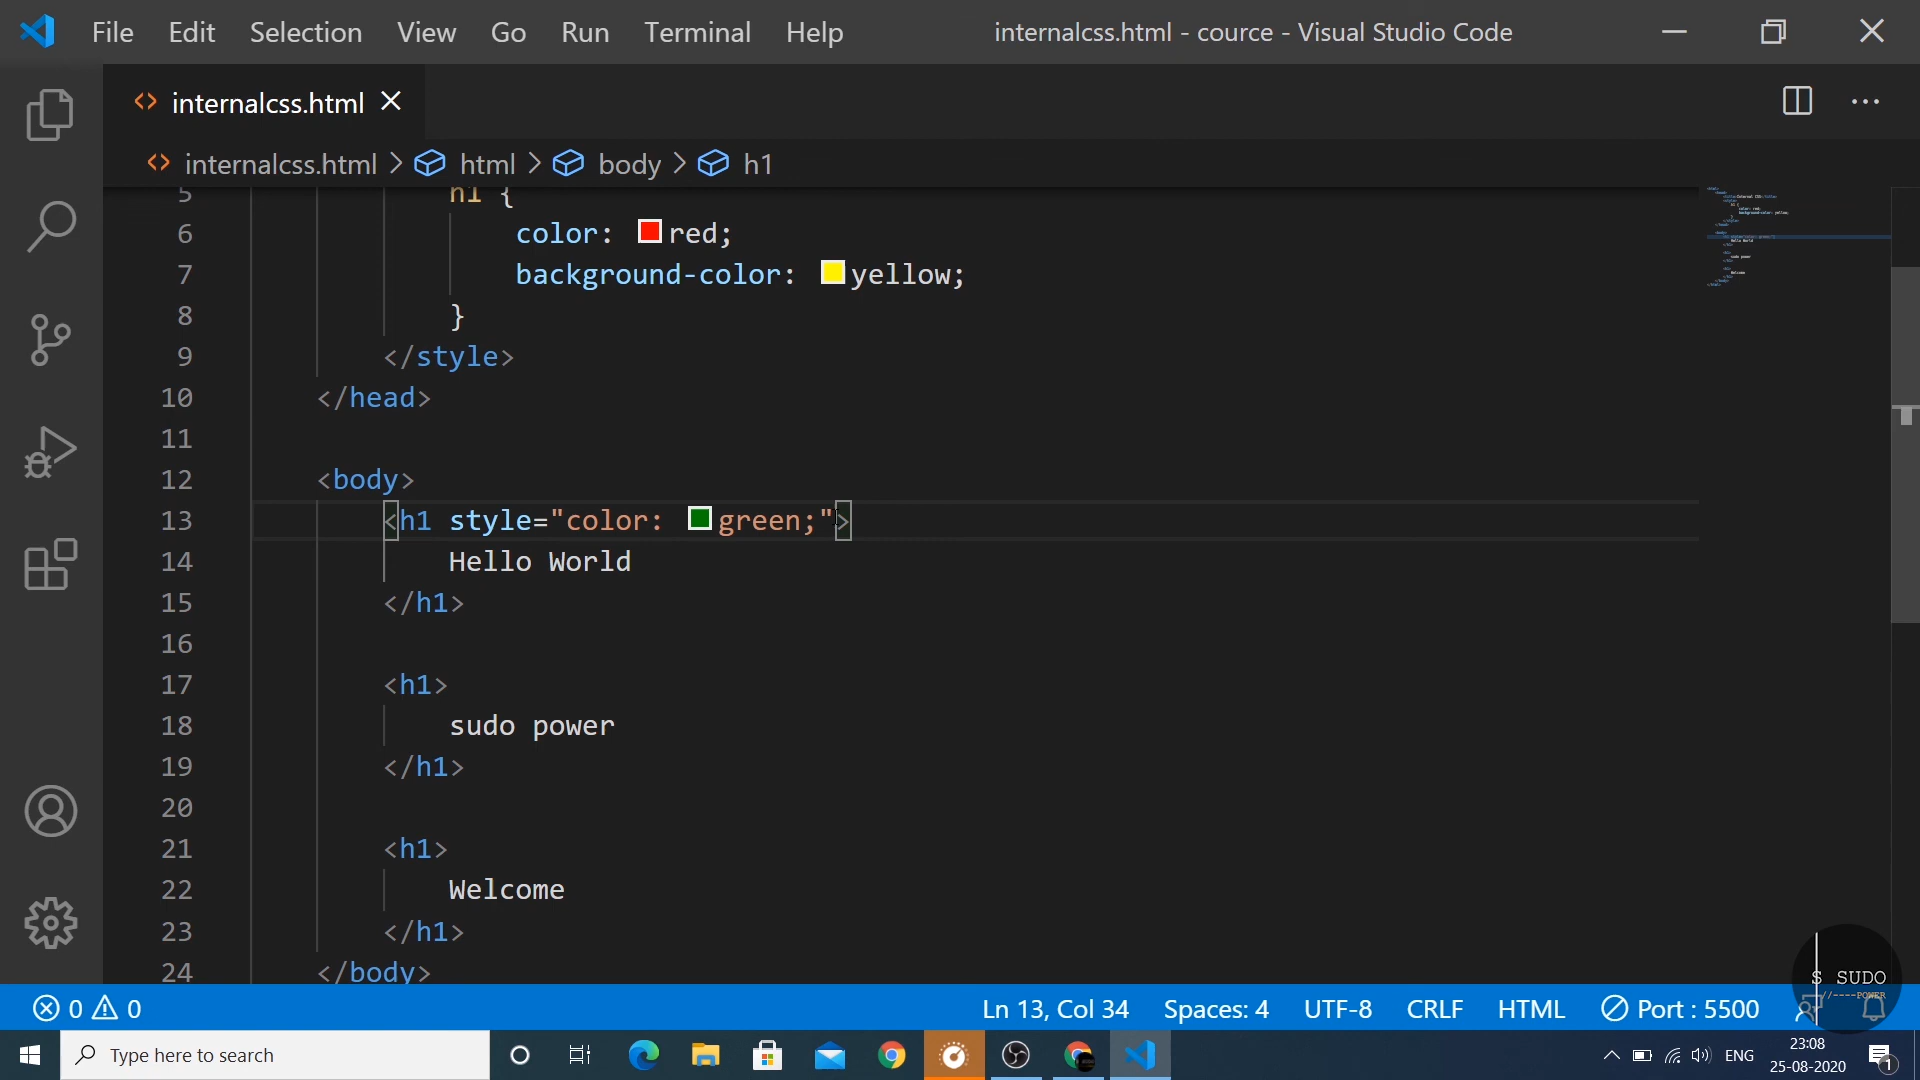 File Edit Selection View Go Run Terminal Help internalcss.html - cource - Visual Studio Code
internalcss.html
internalcss.html > html > body > h1
5 h1 {
6 color: red;
7 background-color: yellow;
8 }
9 </style>
10 </head>
11
12 <body>
13 <h1 style="color: green;">
14 Hello World
15 </h1>
16
17 <h1>
18 sudo power
19 </h1>
20
21 <h1>
22 Welcome
23 </h1>
24 </body>
S SUDO
//----POWER
0 0 Ln 13, Col 34 Spaces: 4 UTF-8 CRLF HTML Port : 5500
Type here to search ENG 23:08
25-08-2020
1